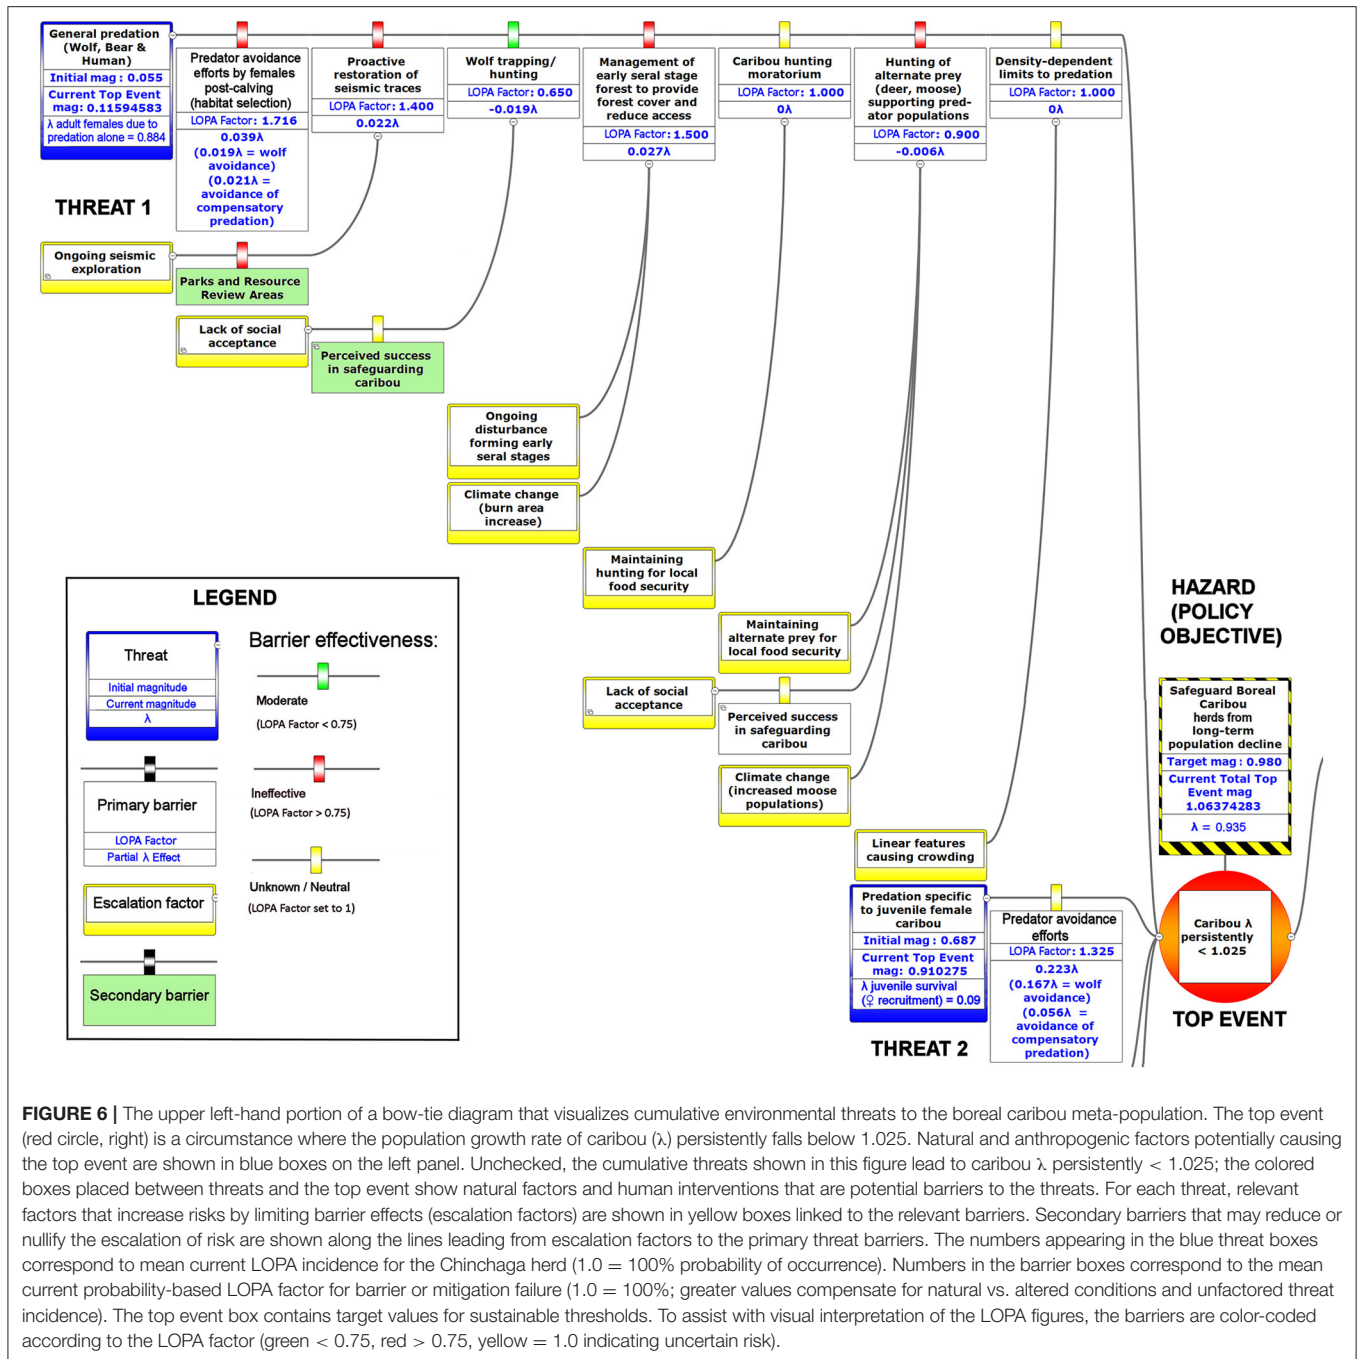 General predation
(Wolf, Bear &
Human)
Initial mag : 0.055
Current Top Event
mag: 0.11594583
λ adult females due to
predation alone = 0.884
THREAT 1
Predator avoidance
efforts by females
post-calving
(habitat selection)
LOPA Factor: 1.716
0.039λ
(0.019λ = wolf
avoidance)
(0.021λ =
avoidance of
compensatory
predation)
Proactive
restoration of
seismic traces
LOPA Factor: 1.400
0.022λ
Wolf trapping/
hunting
LOPA Factor: 0.650
-0.019λ
Management of
early seral stage
forest to provide
forest cover and
reduce access
LOPA Factor: 1.500
0.027λ
Caribou hunting
moratorium
LOPA Factor: 1.000
0λ
Hunting of
alternate prey
(deer, moose)
supporting pred-
ator populations
LOPA Factor: 0.900
-0.006λ
Density-dependent
limits to predation
LOPA Factor: 1.000
0λ
Ongoing seismic
exploration
Parks and Resource
Review Areas
Lack of social
acceptance
Perceived success
in safeguarding
caribou
Ongoing
disturbance
forming early
seral stages
Climate change
(burn area
increase)
Maintaining
hunting for local
food security
Maintaining
alternate prey for
local food security
Lack of social
acceptance
Perceived success
in safeguarding
caribou
Climate change
(increased moose
populations)
Linear features
causing crowding
Predation specific
to juvenile female
caribou
Initial mag : 0.687
Current Top Event
mag: 0.910275
λ juvenile survival
(♀ recruitment) = 0.09
THREAT 2
Predator avoidance
efforts
LOPA Factor: 1.325
0.223λ
(0.167λ = wolf
avoidance)
(0.056λ =
avoidance of
compensatory
predation)
HAZARD
(POLICY
OBJECTIVE)
Safeguard Boreal
Caribou
herds from
long-term
population decline
Target mag : 0.980
Current Total Top
Event mag
1.06374283
λ = 0.935
Caribou λ
persistently
< 1.025
TOP EVENT
LEGEND
Threat
Initial magnitude
Current magnitude
λ
Primary barrier
LOPA Factor
Partial λ Effect
Escalation factor
Secondary barrier
Barrier effectiveness:
Moderate
(LOPA Factor < 0.75)
Ineffective
(LOPA Factor > 0.75)
Unknown / Neutral
(LOPA Factor set to 1)
FIGURE 6 | The upper left-hand portion of a bow-tie diagram that visualizes cumulative environmental threats to the boreal caribou meta-population. The top event
(red circle, right) is a circumstance where the population growth rate of caribou (λ) persistently falls below 1.025. Natural and anthropogenic factors potentially causing
the top event are shown in blue boxes on the left panel. Unchecked, the cumulative threats shown in this figure lead to caribou λ persistently < 1.025; the colored
boxes placed between threats and the top event show natural factors and human interventions that are potential barriers to the threats. For each threat, relevant
factors that increase risks by limiting barrier effects (escalation factors) are shown in yellow boxes linked to the relevant barriers. Secondary barriers that may reduce or
nullify the escalation of risk are shown along the lines leading from escalation factors to the primary threat barriers. The numbers appearing in the blue threat boxes
correspond to mean current LOPA incidence for the Chinchaga herd (1.0 = 100% probability of occurrence). Numbers in the barrier boxes correspond to the mean
current probability-based LOPA factor for barrier or mitigation failure (1.0 = 100%; greater values compensate for natural vs. altered conditions and unfactored threat
incidence). The top event box contains target values for sustainable thresholds. To assist with visual interpretation of the LOPA figures, the barriers are color-coded
according to the LOPA factor (green < 0.75, red > 0.75, yellow = 1.0 indicating uncertain risk).